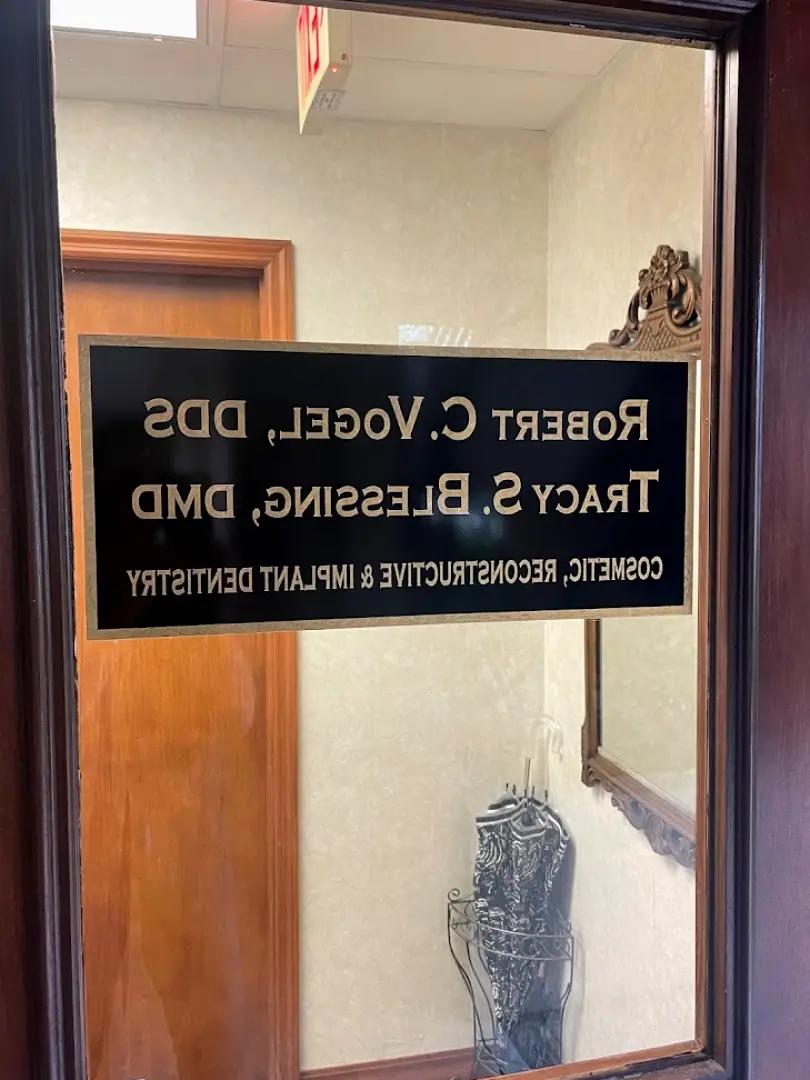 ROBERT C. VOGEL, DDS
TRACY S. BLESSING, DMD
COSMETIC, RECONSTRUCTIVE & IMPLANT DENTISTRY